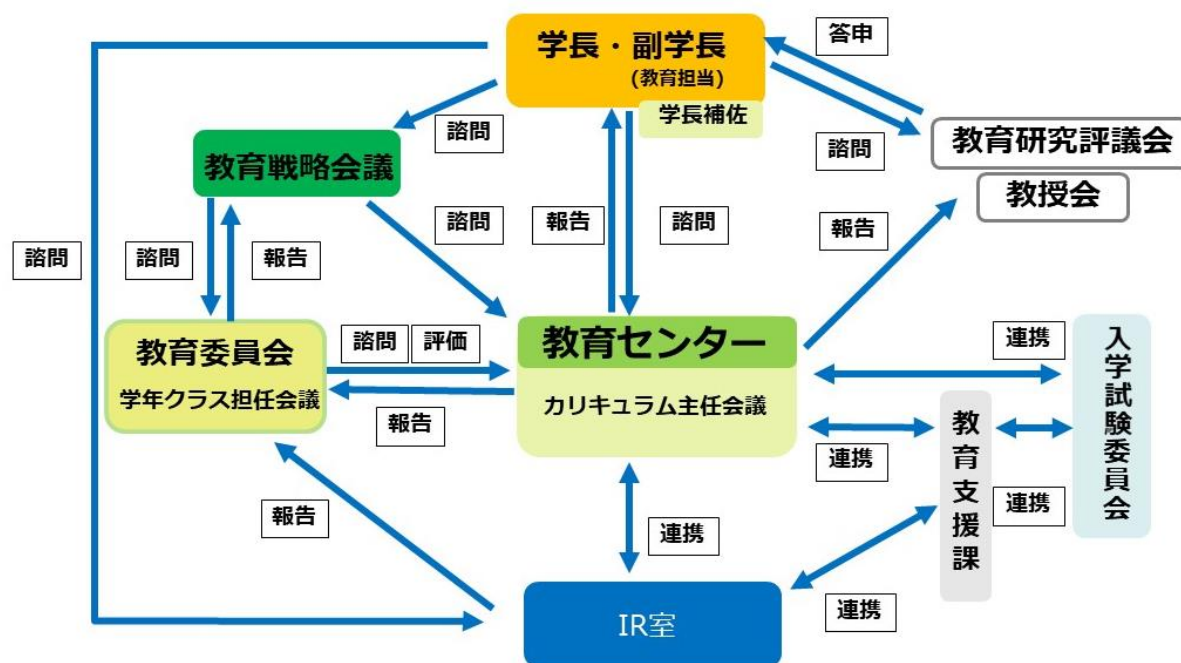 学長・副学長
(教育担当)
学長補佐
答申
諮問
諮問
教育研究評議会
教授会
教育戦略会議
諮問
報告
諮問
報告
諮問
諮問
報告
教育委員会
学年クラス担任会議
諮問
評価
報告
教育センター
カリキュラム主任会議
連携
連携
連携
教育支援課
入学試験委員会
報告
連携
連携
IR室